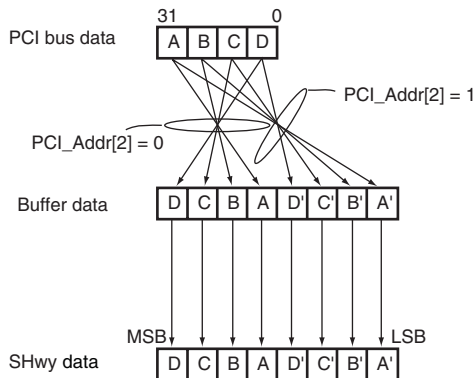 31 0
PCI bus data A B C D
PCI_Addr[2] = 1
PCI_Addr[2] = 0
Buffer data D C B A D' C' B' A'
MSB LSB
SHwy data D C B A D' C' B' A'